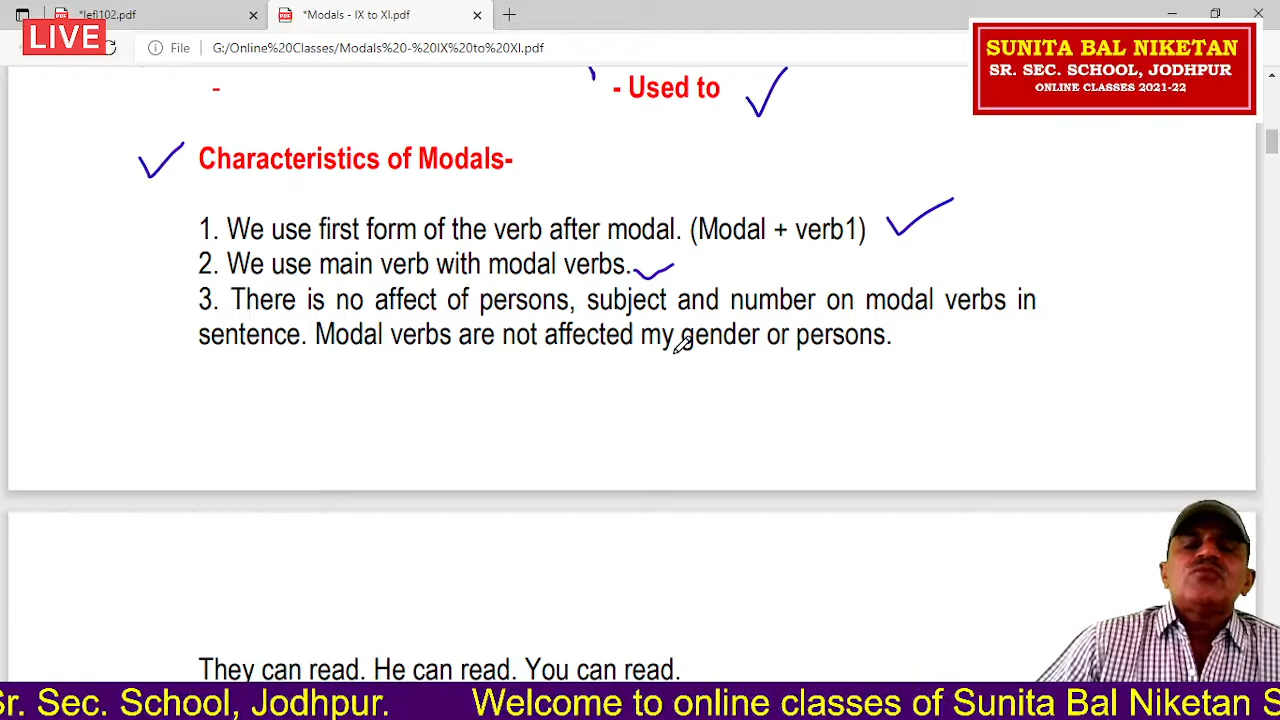 *lefl102.pdf
*Modals - IX to XI.pdf
LIVE
File G:/Online%20Classes/Modals%20-%20IX%20to%20XI.pdf
SUNITA BAL NIKETAN
SR. SEC. SCHOOL, JODHPUR
ONLINE CLASSES 2021-22
-
- Used to
Characteristics of Modals-
1. We use first form of the verb after modal. (Modal + verb1)
2. We use main verb with modal verbs.
3. There is no affect of persons, subject and number on modal verbs in
sentence. Modal verbs are not affected my gender or persons.
They can read. He can read. You can read.
Sr. Sec. School, Jodhpur. Welcome to online classes of Sunita Bal Niketan S